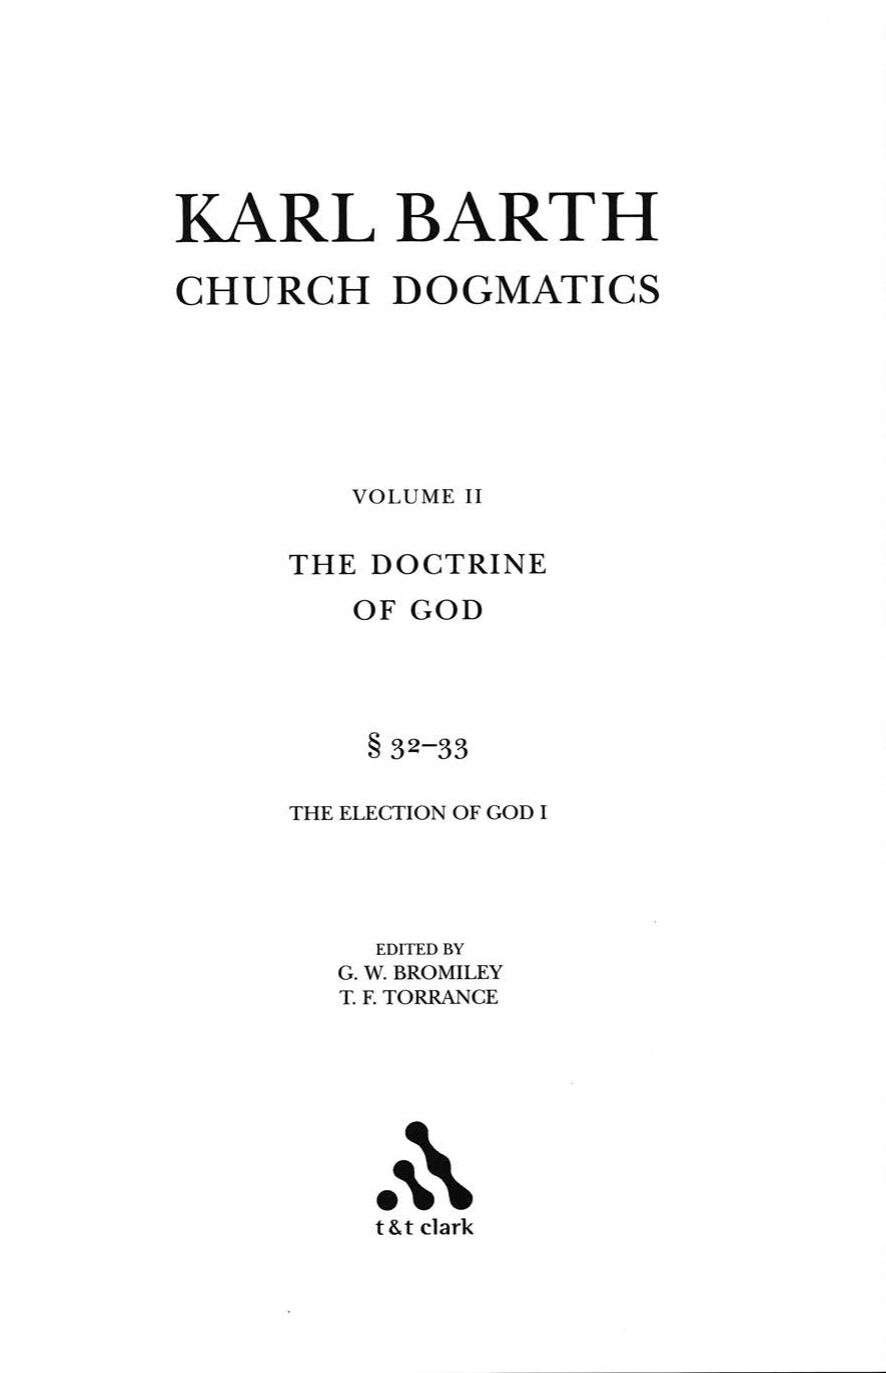 KARL BARTH
CHURCH DOGMATICS
VOLUME II
THE DOCTRINE
OF GOD
§ 32–33
THE ELECTION OF GOD I
EDITED BY
G. W. BROMILEY
T. F. TORRANCE
t&t clark